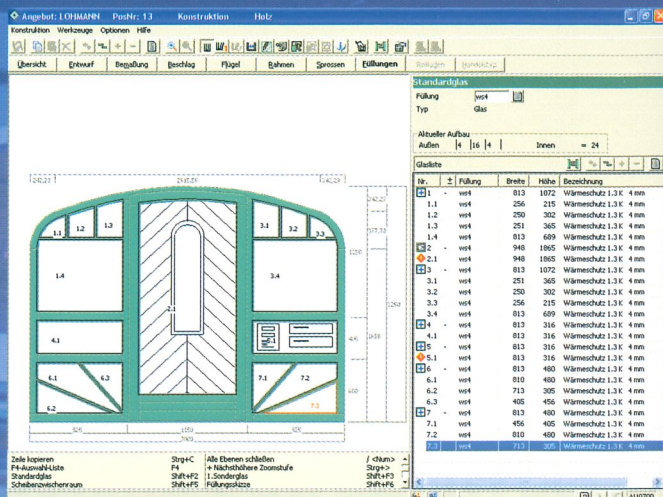 Angebot: LOHMANN PosNr: 13 Konstruktion Holz
Konstruktion Werkzeuge Optionen Hilfe
Übersicht Entwurf Bemaßung Beschlag Flügel Rahmen Sprossen Füllungen
Standardglas
Füllung ws4
Typ Glas
Aktueller Aufbau
Außen 4 16 4 Innen = 24
Glasliste
Nr. ± Füllung Breite Höhe Bezeichnung
1 - ws4 813 1072 Wärmeschutz 1.3 K 4 mm
1.1 ws4 256 215 Wärmeschutz 1.3 K 4 mm
1.2 ws4 250 302 Wärmeschutz 1.3 K 4 mm
1.3 ws4 251 365 Wärmeschutz 1.3 K 4 mm
1.4 ws4 813 689 Wärmeschutz 1.3 K 4 mm
2 - ws4 948 1865 Wärmeschutz 1.3 K 4 mm
2.1 ws4 948 1865 Wärmeschutz 1.3 K 4 mm
3 - ws4 813 1072 Wärmeschutz 1.3 K 4 mm
3.1 ws4 251 365 Wärmeschutz 1.3 K 4 mm
3.2 ws4 250 302 Wärmeschutz 1.3 K 4 mm
3.3 ws4 256 215 Wärmeschutz 1.3 K 4 mm
3.4 ws4 813 689 Wärmeschutz 1.3 K 4 mm
4 - ws4 813 316 Wärmeschutz 1.3 K 4 mm
4.1 ws4 813 316 Wärmeschutz 1.3 K 4 mm
5 - ws4 813 316 Wärmeschutz 1.3 K 4 mm
5.1 ws4 813 316 Wärmeschutz 1.3 K 4 mm
6 - ws4 813 480 Wärmeschutz 1.3 K 4 mm
6.1 ws4 810 480 Wärmeschutz 1.3 K 4 mm
6.2 ws4 713 305 Wärmeschutz 1.3 K 4 mm
6.3 ws4 405 456 Wärmeschutz 1.3 K 4 mm
7 - ws4 813 480 Wärmeschutz 1.3 K 4 mm
7.1 ws4 456 405 Wärmeschutz 1.3 K 4 mm
7.2 ws4 810 480 Wärmeschutz 1.3 K 4 mm
7.3 ws4 713 305 Wärmeschutz 1.3 K 4 mm
242,23 242,23
242,23
1.1 1.2 1.3 3.1 3.2 3.3
1250
1.4 2.1 3.4
4.1 5.1
400
6.1 6.3 7.1 7.2
6.2 7.3
925 1150 925
Zeile kopieren Strg+C Alle Ebenen schließen / <Num>
F4-Auswahl-Liste F4 + Nächsthöhere Zoomstufe Strg+>
Standardglas Shift+F2 1.Sonderglas Shift+F3
Scheibenzwischenraum Shift+F5 Füllungsskizze Shift+F6